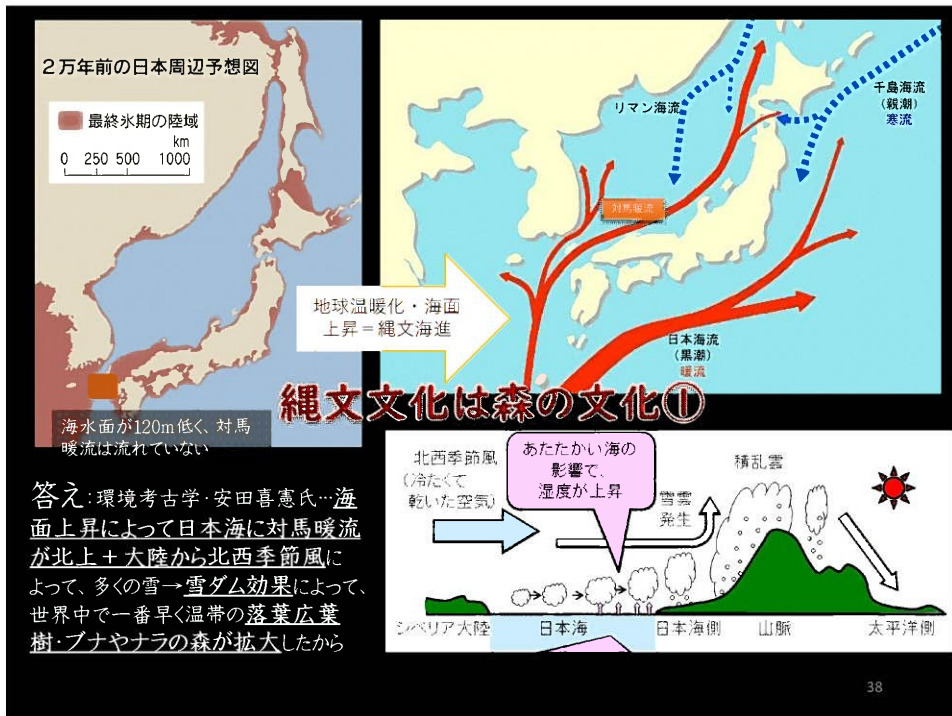 2万年前の日本周辺予想図
最終氷期の陸域
km
0 250 500 1000
海水面が120m低く、対馬
暖流は流れていない
リマン海流
千島海流
(親潮)
寒流
対馬暖流
地球温暖化・海面
上昇=縄文海進
日本海流
(黒潮)
暖流
縄文文化は森の文化①
答え:環境考古学・安田喜憲氏…海
面上昇によって日本海に対馬暖流
が北上+大陸から北西季節風に
よって、多くの雪→雪ダム効果によって、
世界中で一番早く温帯の落葉広葉
樹・ブナやナラの森が拡大したから
北西季節風
(冷たくて
乾いた空気)
あたたかい海の
影響で、
湿度が上昇
雪雲
発生
積乱雲
シベリア大陸
日本海
日本海側
山脈
太平洋側
38